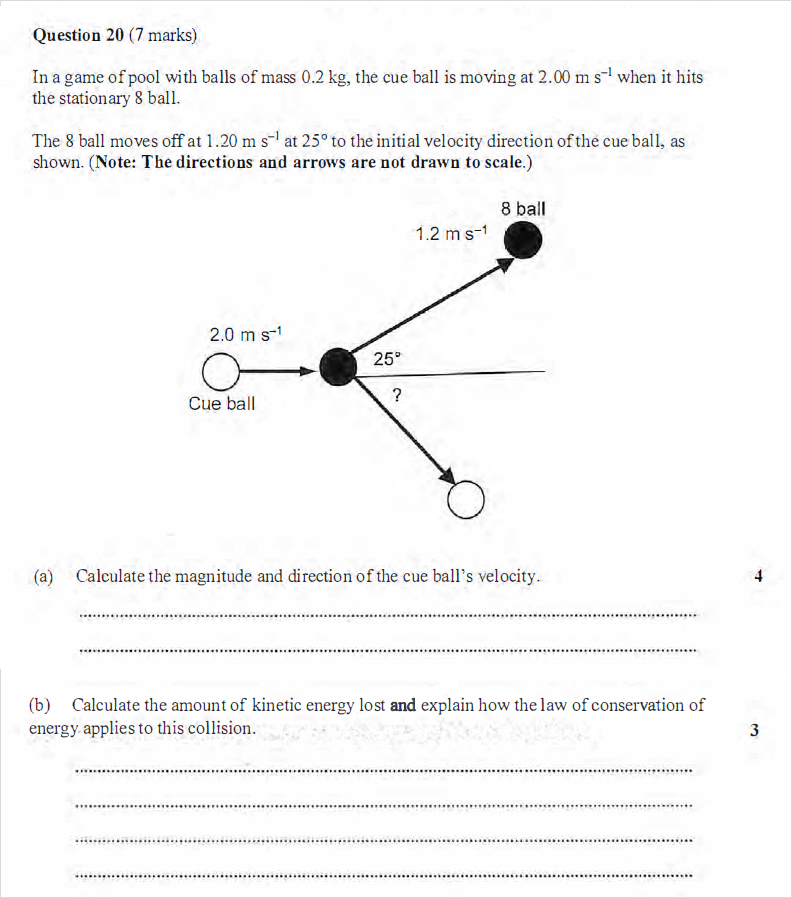 Question 20 (7 marks)
In a game of pool with balls of mass 0.2 kg, the cue ball is moving at 2.00 m s⁻¹ when it hits
the stationary 8 ball.
The 8 ball moves off at 1.20 m s⁻¹ at 25° to the initial velocity direction of the cue ball, as
shown. (Note: The directions and arrows are not drawn to scale.)
8 ball
1.2 m s⁻¹
2.0 m s⁻¹
25°
?
Cue ball
(a) Calculate the magnitude and direction of the cue ball's velocity. 4
(b) Calculate the amount of kinetic energy lost and explain how the law of conservation of
energy applies to this collision. 3